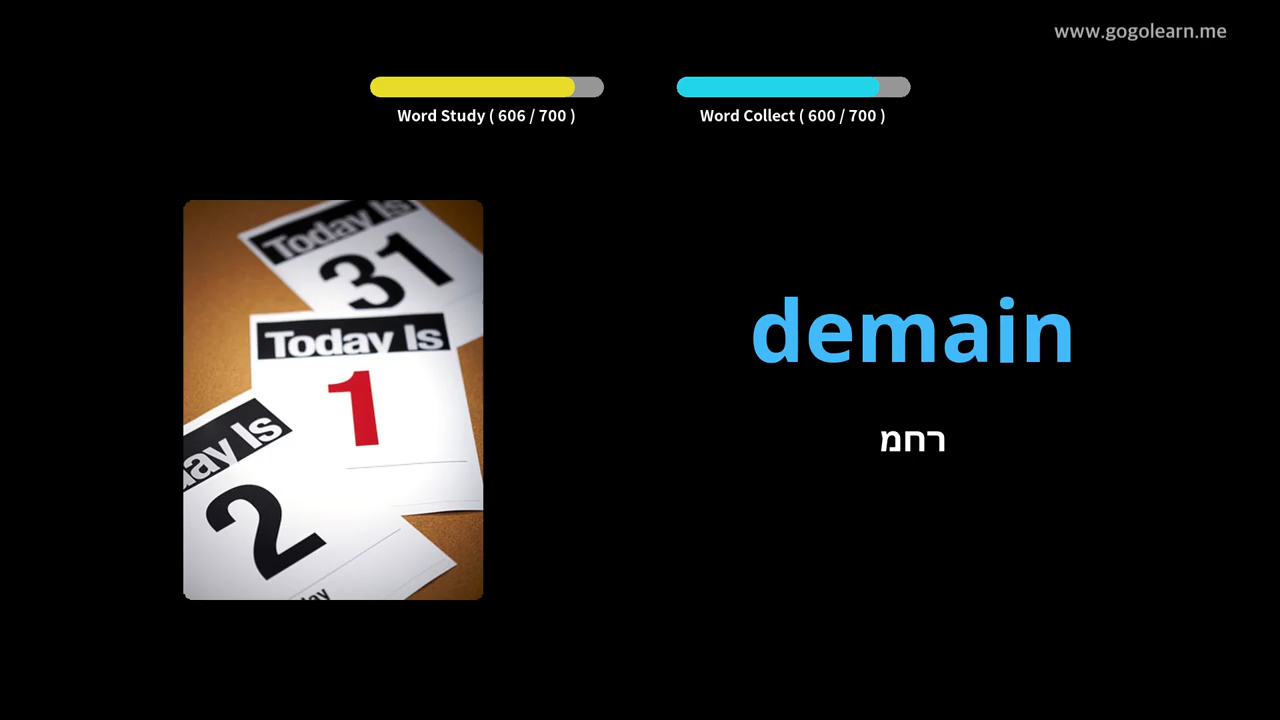 www.gogolearn.me
Word Study ( 606 / 700 )
Word Collect ( 600 / 700 )
Today Is
31
Today Is
1
ay Is
2
demain
רחמ